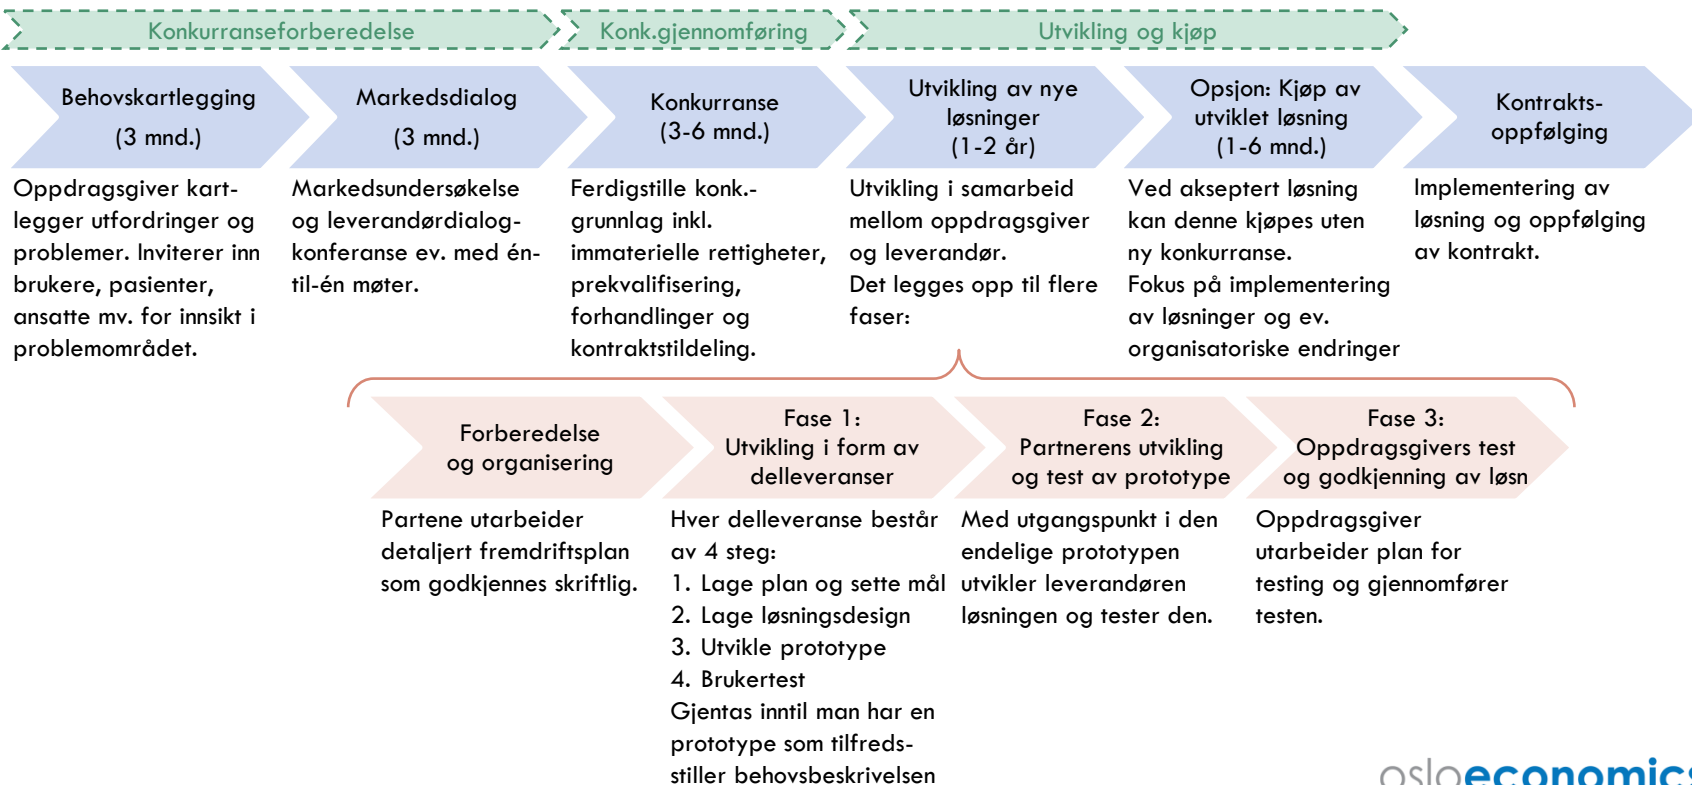 Konkurranseforberedelse
Konk.gjennomføring
Utvikling og kjøp
Behovskartlegging
(3 mnd.)
Markedsdialog
(3 mnd.)
Konkurranse
(3-6 mnd.)
Utvikling av nye
løsninger
(1-2 år)
Opsjon: Kjøp av
utviklet løsning
(1-6 mnd.)
Kontrakts-
oppfølging
Oppdragsgiver kart-
legger utfordringer og
problemer. Inviterer inn
brukere, pasienter,
ansatte mv. for innsikt i
problemområdet.
Markedsundersøkelse
og leverandørdialog-
konferanse ev. med én-
til-én møter.
Ferdigstille konk.-
grunnlag inkl.
immaterielle rettigheter,
prekvalifisering,
forhandlinger og
kontraktstildeling.
Utvikling i samarbeid
mellom oppdragsgiver
og leverandør.
Det legges opp til flere
faser:
Ved akseptert løsning
kan denne kjøpes uten
ny konkurranse.
Fokus på implementering
av løsninger og ev.
organisatoriske endringer
Implementering av
løsning og oppfølging
av kontrakt.
Forberedelse
og organisering
Fase 1:
Utvikling i form av
delleveranser
Fase 2:
Partnerens utvikling
og test av prototype
Fase 3:
Oppdragsgivers test
og godkjenning av løsn
Partene utarbeider
detaljert fremdriftsplan
som godkjennes skriftlig.
Hver delleveranse består
av 4 steg:
1. Lage plan og sette mål
2. Lage løsningsdesign
3. Utvikle prototype
4. Brukertest
Gjentas inntil man har en
prototype som tilfreds-
stiller behovsbeskrivelsen
Med utgangspunkt i den
endelige prototypen
utvikler leverandøren
løsningen og tester den.
Oppdragsgiver
utarbeider plan for
testing og gjennomfører
testen.
osloeconomics